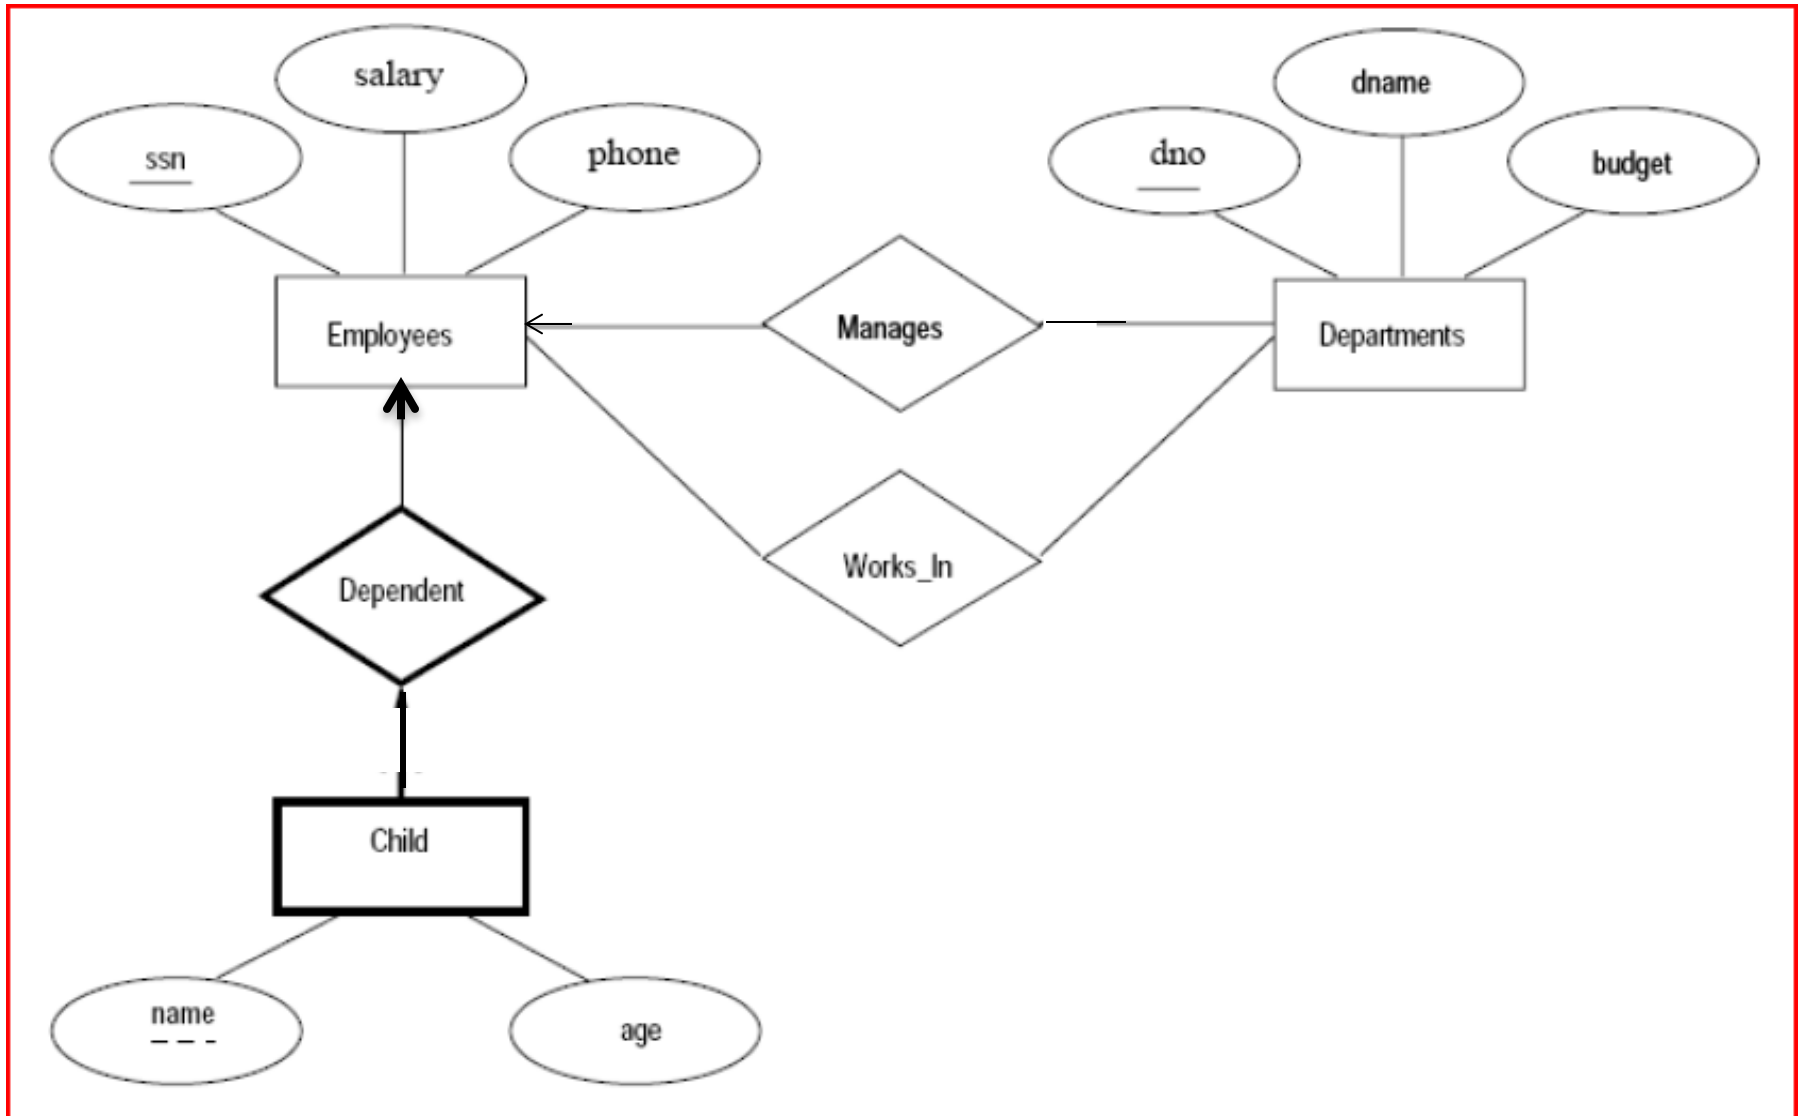 salary
ssn
phone
dname
dno
budget
Employees
Manages
Departments
Dependent
Works_In
Child
name
age